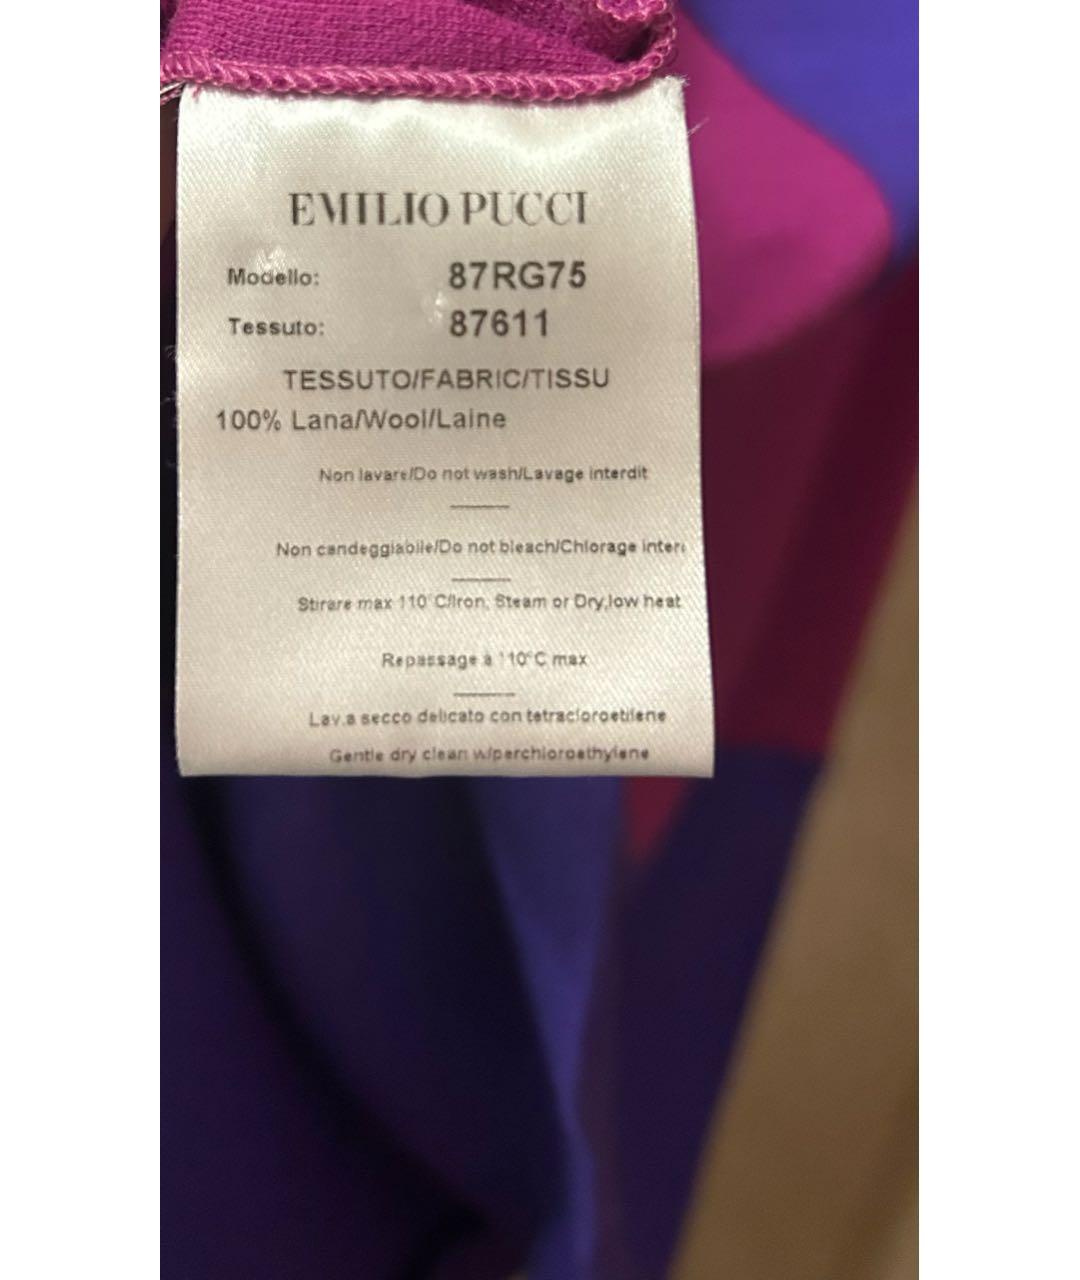 EMILIO PUCCI
Modello: 87RG75
Tessuto: 87611
TESSUTO/FABRIC/TISSU
100% Lana/Wool/Laine
Non lavare/Do not wash/Lavage interdit
Non candeggiabile/Do not bleach/Chlorage inter
Stirare max 110°C/Iron, Steam or Dry,low heat
Repassage à 110°C max
Lav.a secco delicato con tetracloroetilene
Gentle dry clean w/perchloroethylene